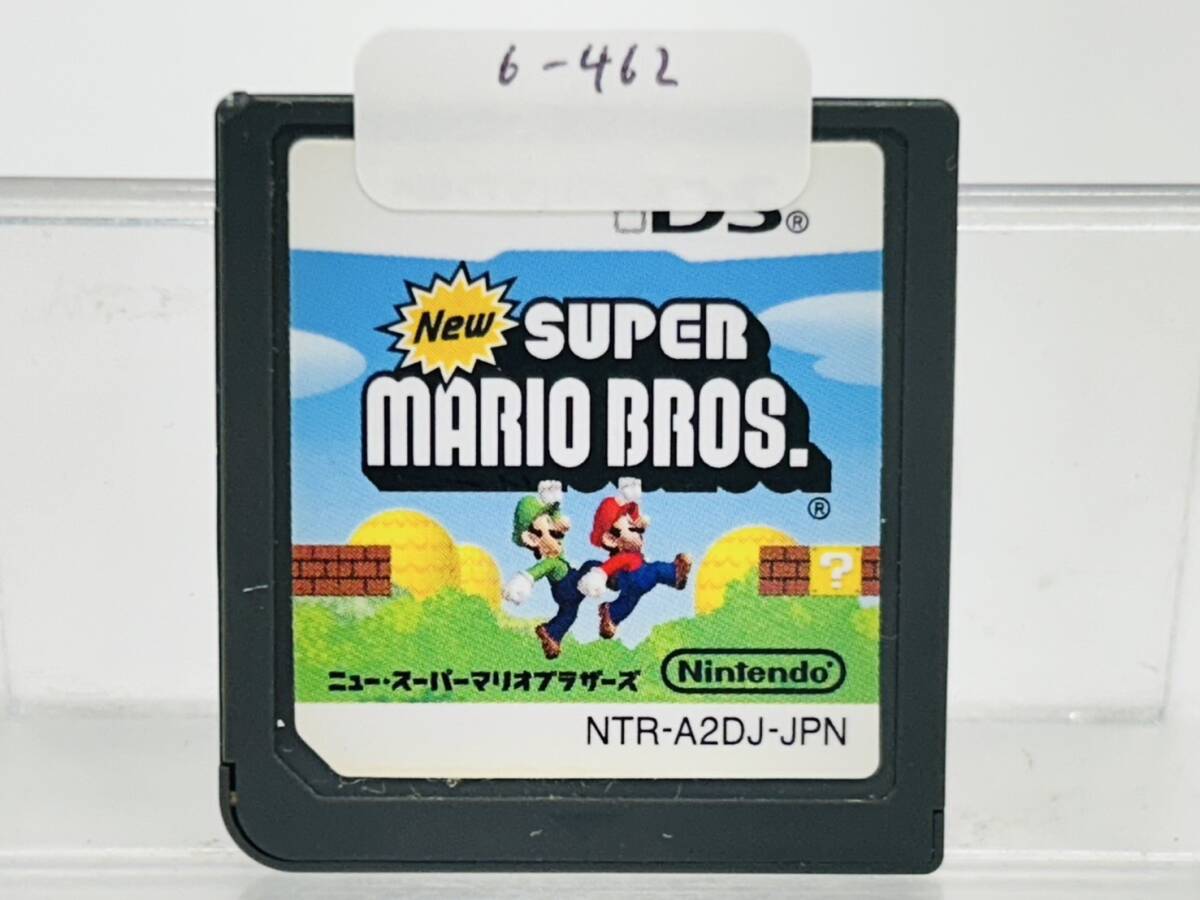 6-462
DS®
New
SUPER
MARIO BROS.
®
?
ニュー・スーパーマリオブラザーズ
Nintendo®
NTR-A2DJ-JPN